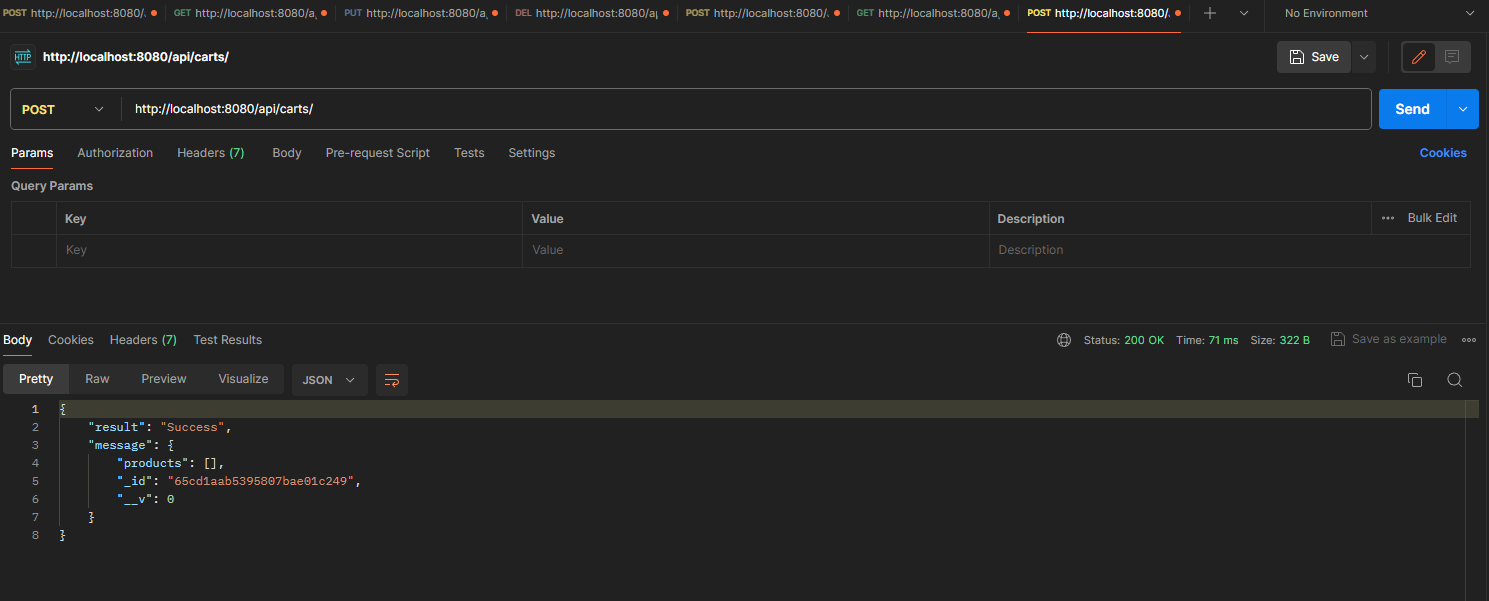 POST http://localhost:8080/. GET http://localhost:8080/a, PUT http://localhost:8080/a, DEL http://localhost:8080/a POST http://localhost:8080/. GET http://localhost:8080/a, POST http://localhost:8080/. No Environment
HTTP http://localhost:8080/api/carts/ Save
POST http://localhost:8080/api/carts/ Send
Params Authorization Headers (7) Body Pre-request Script Tests Settings Cookies
Query Params
Key Value Description Bulk Edit
Key Value Description
Body Cookies Headers (7) Test Results Status: 200 OK Time: 71 ms Size: 322 B Save as example
Pretty Raw Preview Visualize JSON
1 {
2 "result": "Success",
3 "message": {
4 "products": [],
5 "_id": "65cd1aab5395807bae01c249",
6 "__v": 0
7 }
8 }